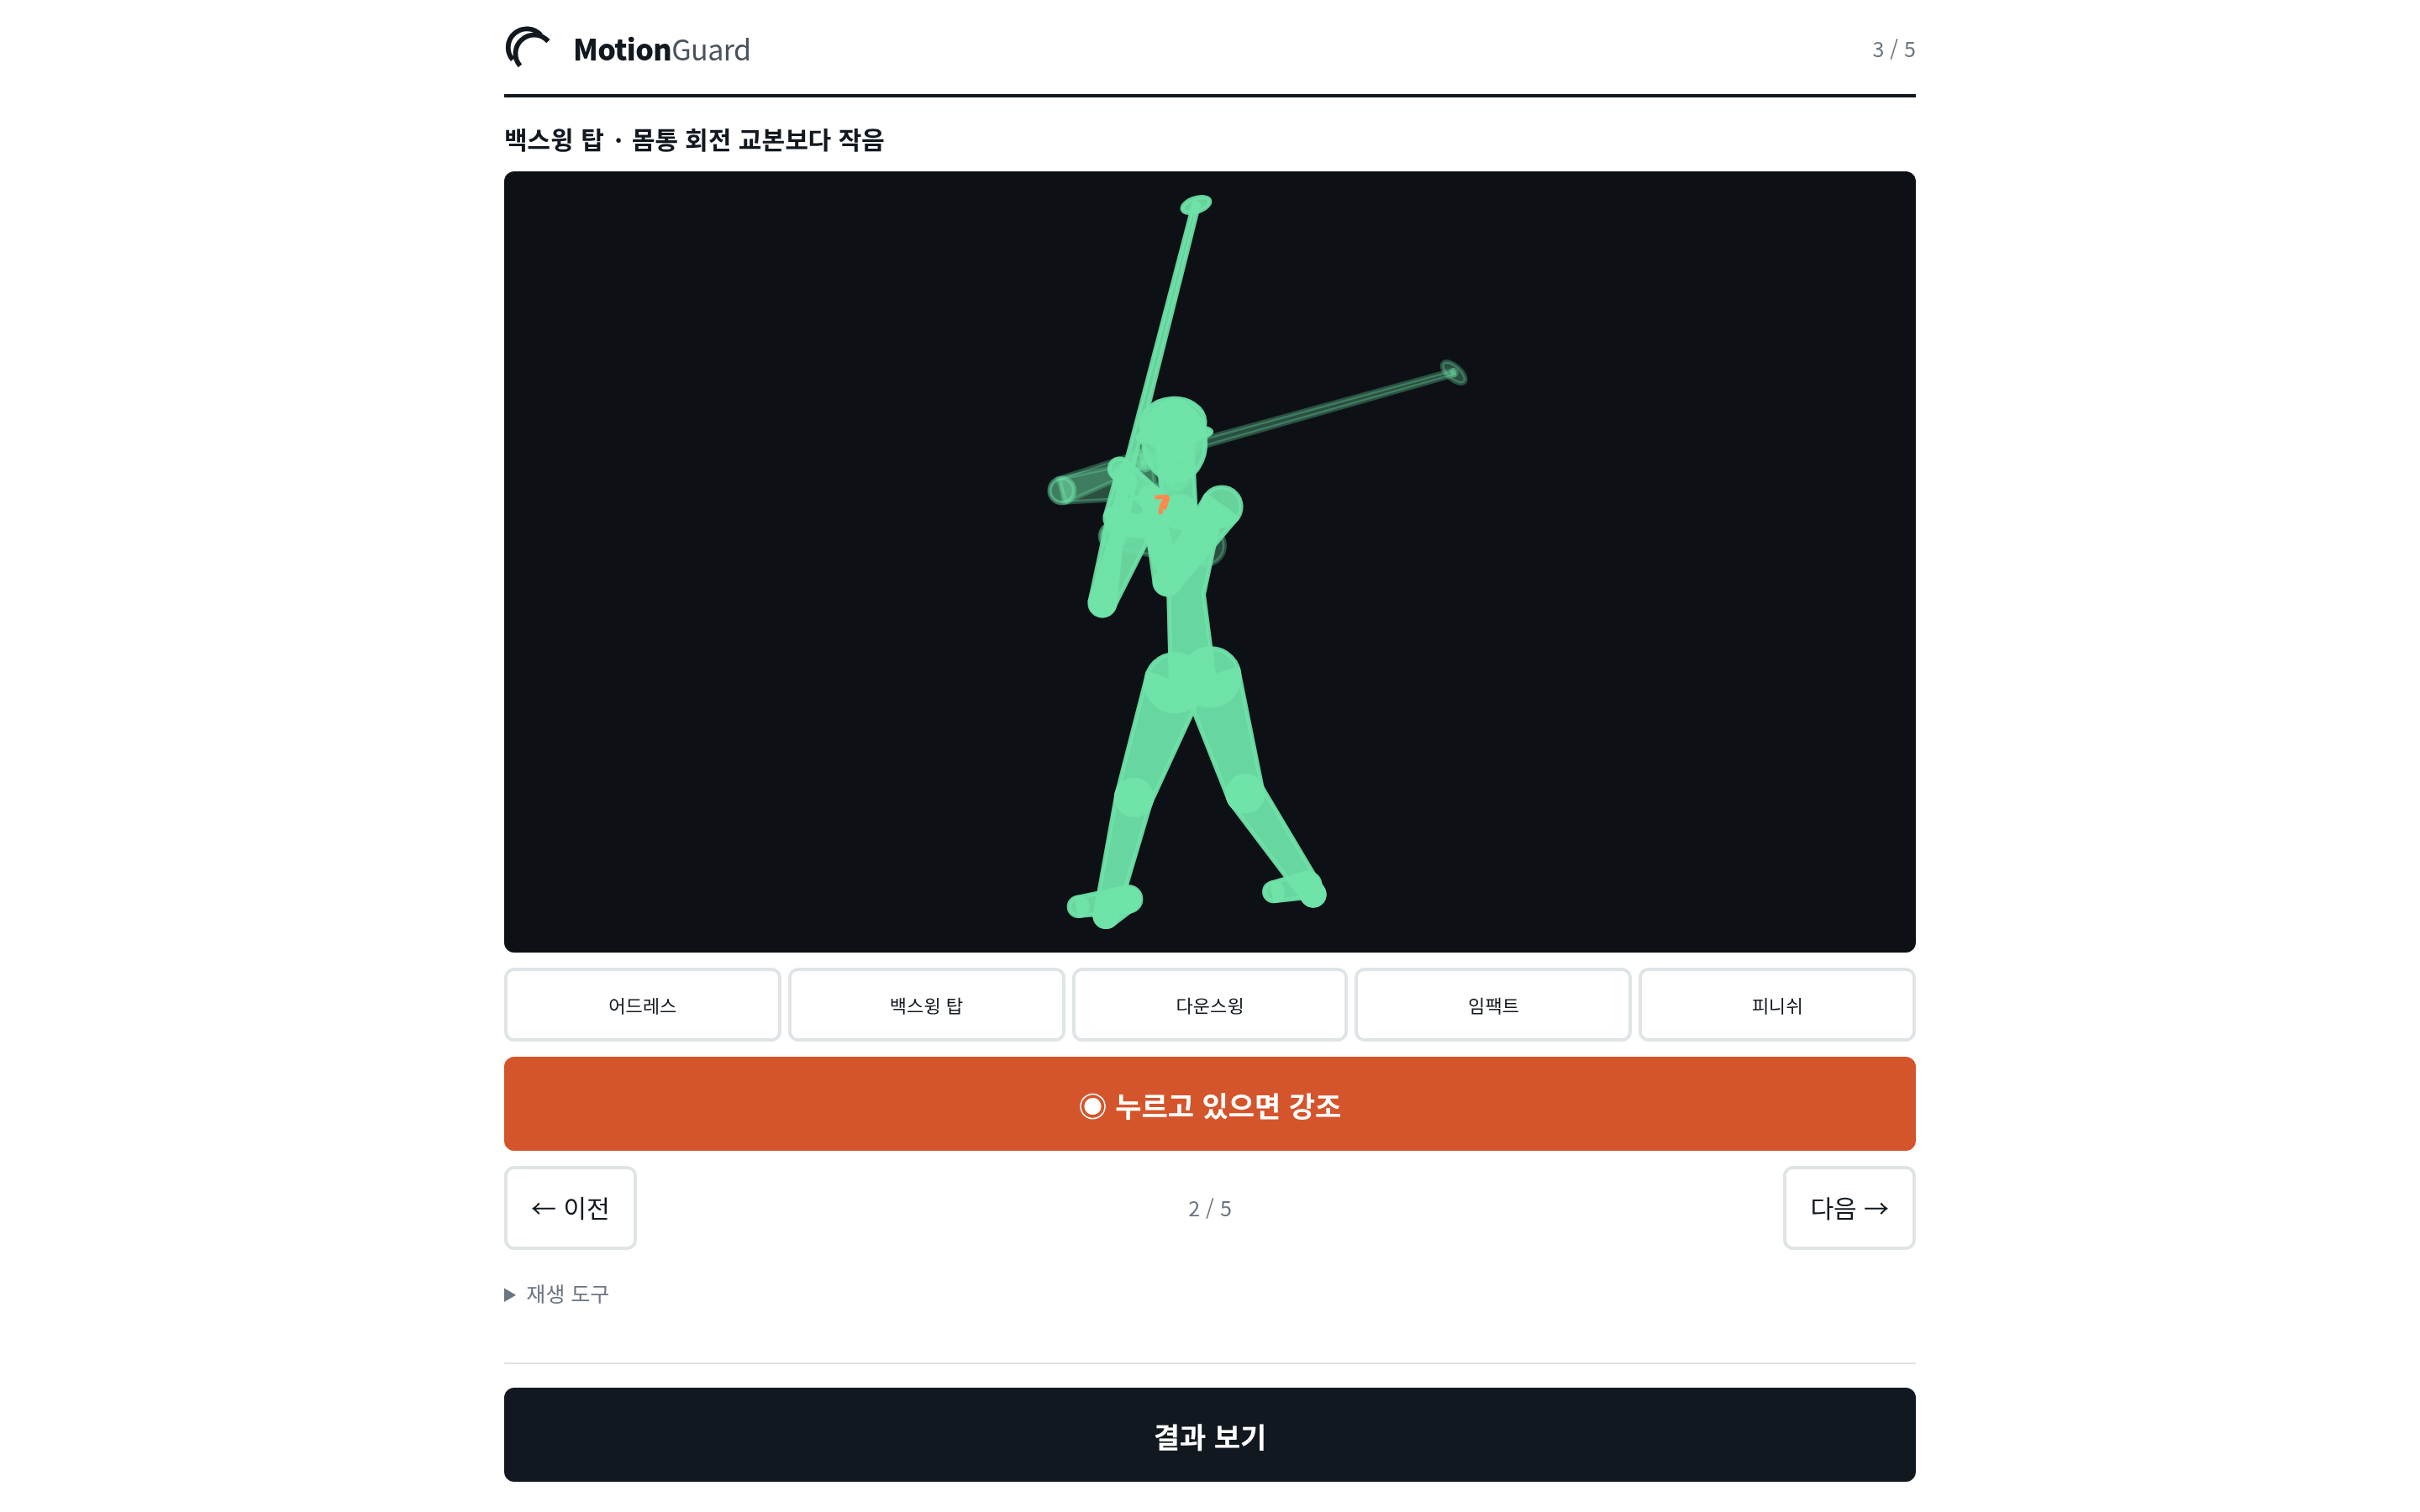 MotionGuard
3 / 5
백스윙 탑 · 몸통 회전 교본보다 작음
어드레스
백스윙 탑
다운스윙
임팩트
피니쉬
◉ 누르고 있으면 강조
← 이전
2 / 5
다음 →
▶ 재생 도구
결과 보기